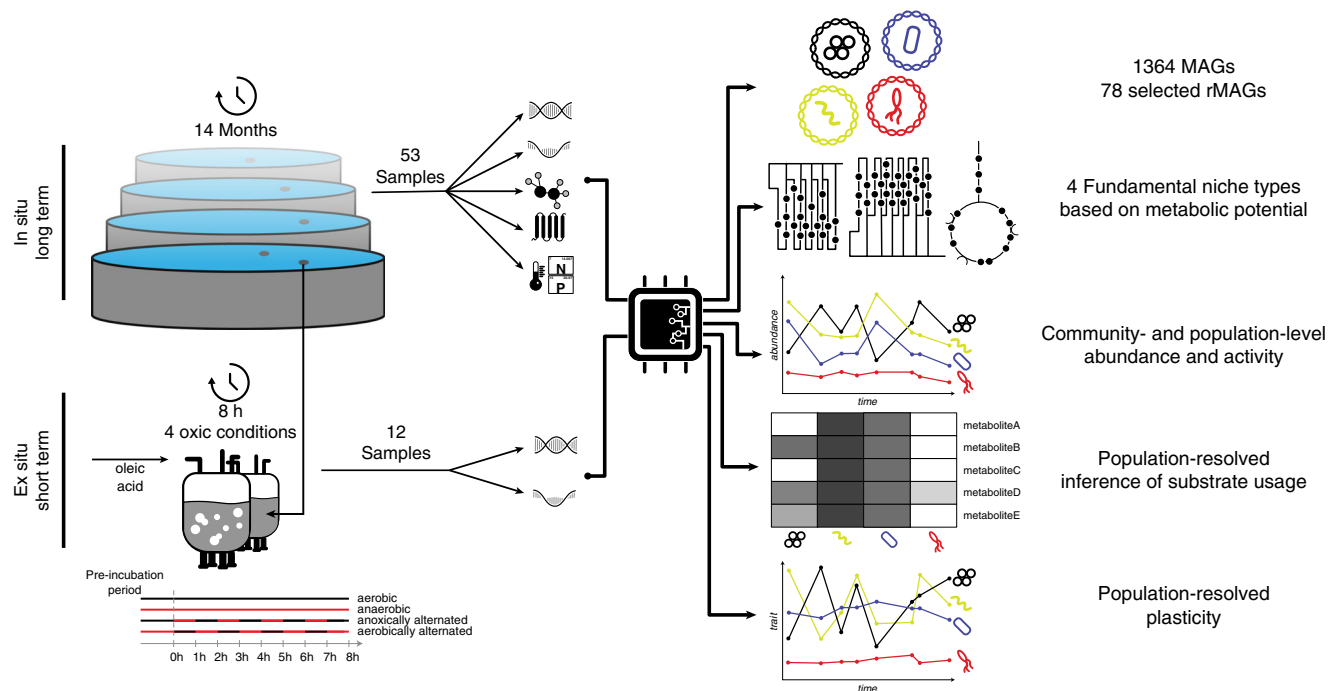 14 Months
In situ
long term
53
Samples
N
P
1364 MAGs
78 selected rMAGs
4 Fundamental niche types
based on metabolic potential
abundance
time
Community- and population-level
abundance and activity
Ex situ
short term
oleic
acid
8 h
4 oxic conditions
12
Samples
metaboliteA
metaboliteB
metaboliteC
metaboliteD
metaboliteE
Population-resolved
inference of substrate usage
trait
time
Population-resolved
plasticity
Pre-incubation
period
aerobic
anaerobic
anoxically alternated
aerobically alternated
0h 1h 2h 3h 4h 5h 6h 7h 8h